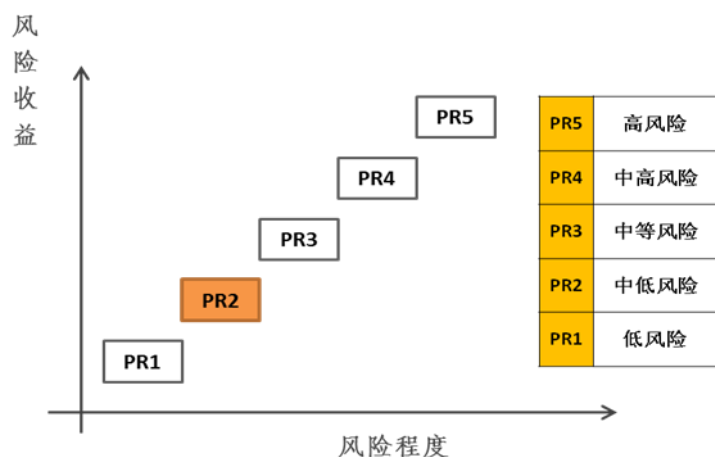 风险收益
PR5
PR4
PR3
PR2
PR1
风险程度
PR5 高风险
PR4 中高风险
PR3 中等风险
PR2 中低风险
PR1 低风险